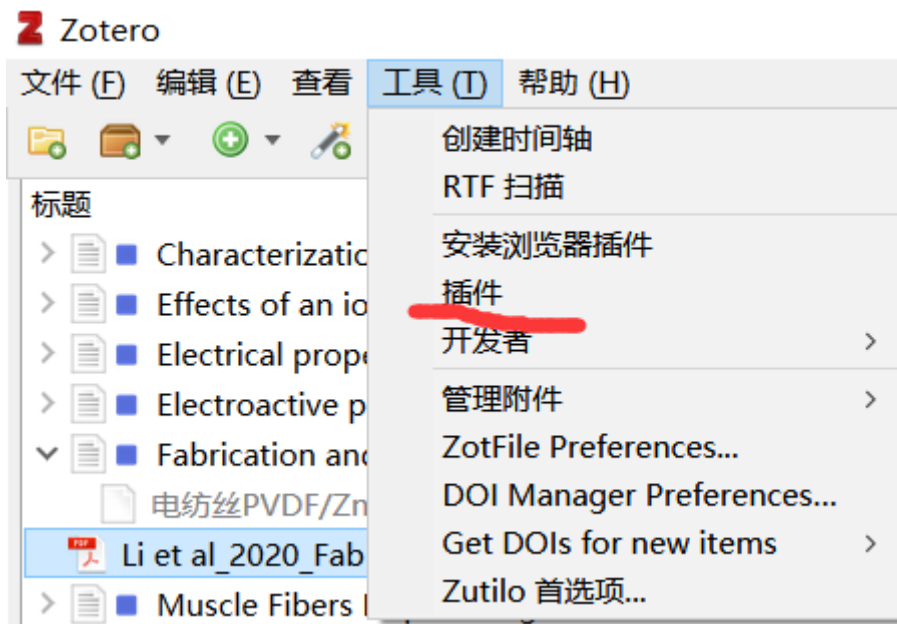 Zotero
文件 (F) 编辑 (E) 查看 工具 (T) 帮助 (H)
标题
Characterizatic
Effects of an io
Electrical prope
Electroactive p
Fabrication and
电纺丝PVDF/Zn
PDF
Li et al_2020_Fab
Muscle Fibers
创建时间轴
RTF 扫描
安装浏览器插件
插件
开发者
管理附件
ZotFile Preferences...
DOI Manager Preferences...
Get DOIs for new items
Zutilo 首选项...